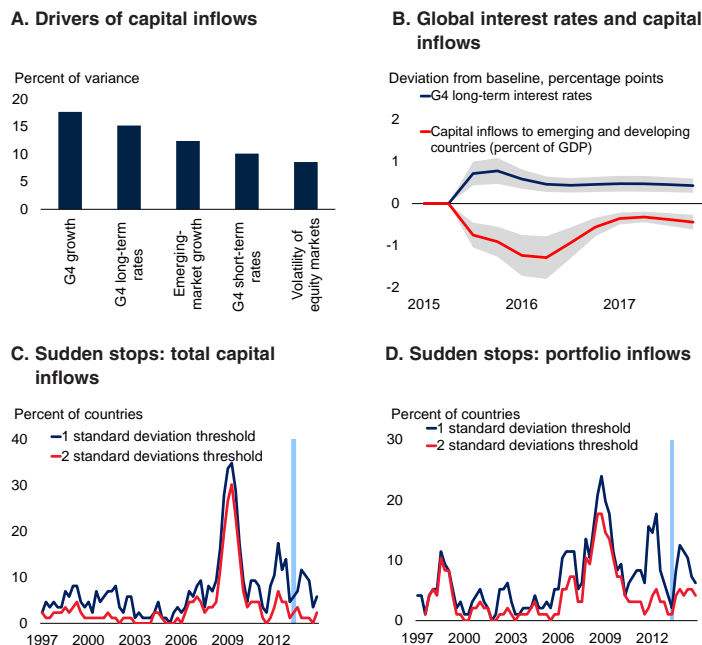 A. Drivers of capital inflows
Percent of variance
20
15
10
5
0
G4 growth
G4 long-term
rates
Emerging-
market growth
G4 short-term
rates
Volatility of
equity markets
B. Global interest rates and capital
inflows
Deviation from baseline, percentage points
G4 long-term interest rates
Capital inflows to emerging and developing
countries (percent of GDP)
2
1
0
-1
-2
2015
2016
2017
C. Sudden stops: total capital
inflows
Percent of countries
1 standard deviation threshold
2 standard deviations threshold
40
30
20
10
0
1997
2000
2003
2006
2009
2012
D. Sudden stops: portfolio inflows
Percent of countries
1 standard deviation threshold
2 standard deviations threshold
30
20
10
0
1997
2000
2003
2006
2009
2012